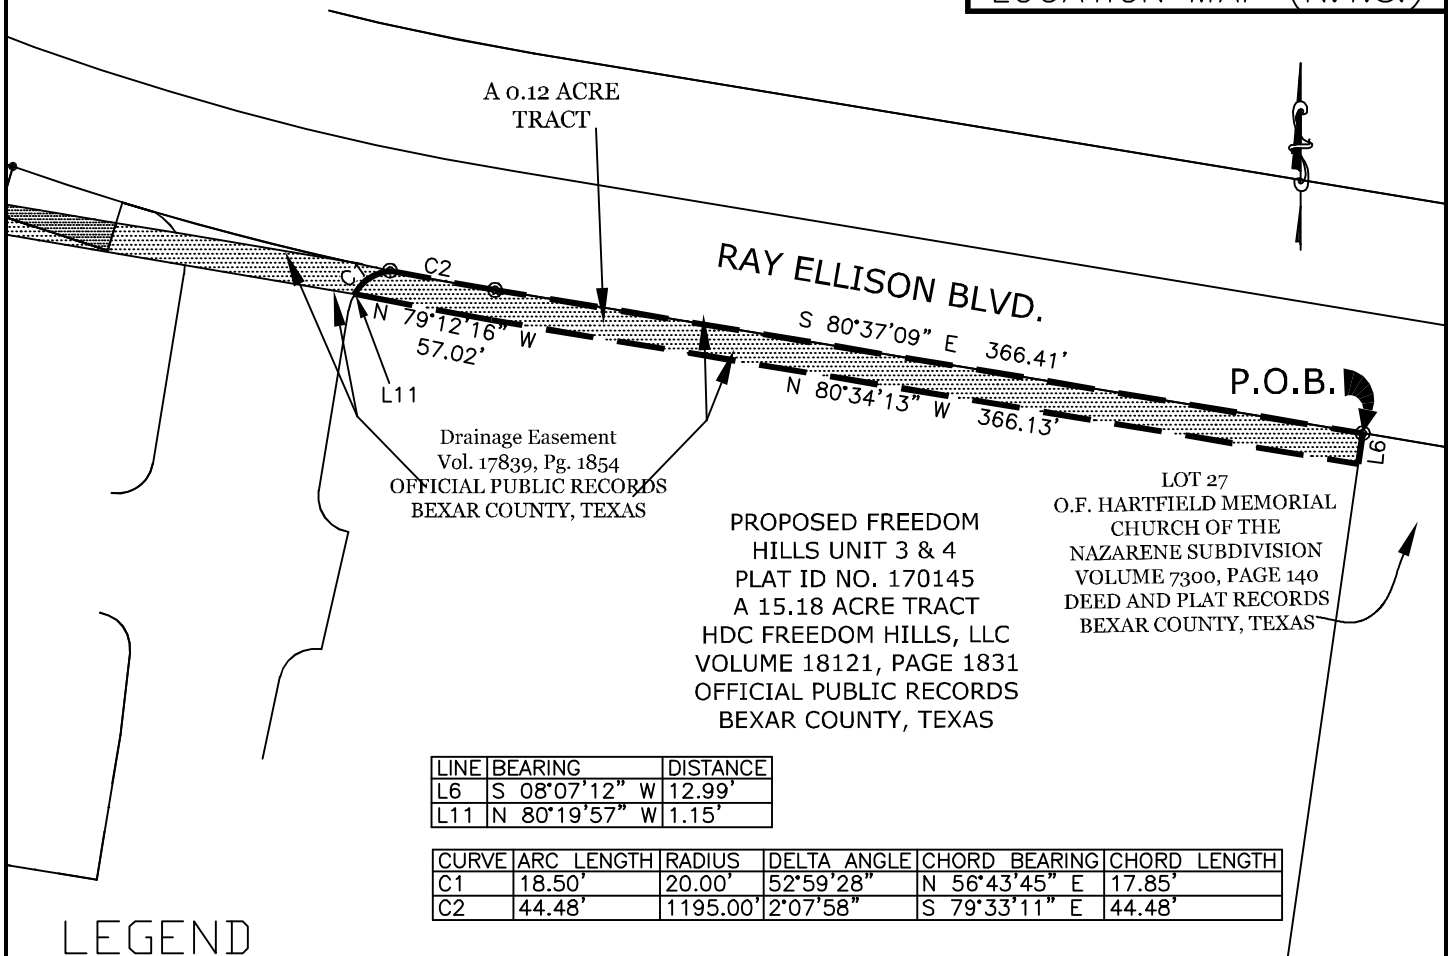 LOCATION MAP (N.T.S.)
A 0.12 ACRE
TRACT
RAY ELLISON BLVD.
C1
C2
S 80°37'09" E 366.41'
N 79°12'16" W
57.02'
L11
N 80°34'13" W 366.13'
P.O.B.
L6
Drainage Easement
Vol. 17839, Pg. 1854
OFFICIAL PUBLIC RECORDS
BEXAR COUNTY, TEXAS
LOT 27
O.F. HARTFIELD MEMORIAL
CHURCH OF THE
NAZARENE SUBDIVISION
VOLUME 7300, PAGE 140
DEED AND PLAT RECORDS
BEXAR COUNTY, TEXAS
PROPOSED FREEDOM
HILLS UNIT 3 & 4
PLAT ID NO. 170145
A 15.18 ACRE TRACT
HDC FREEDOM HILLS, LLC
VOLUME 18121, PAGE 1831
OFFICIAL PUBLIC RECORDS
BEXAR COUNTY, TEXAS
LINE BEARING DISTANCE
L6 S 08°07'12" W 12.99'
L11 N 80°19'57" W 1.15'
CURVE ARC LENGTH RADIUS DELTA ANGLE CHORD BEARING CHORD LENGTH
C1 18.50' 20.00' 52°59'28" N 56°43'45" E 17.85'
C2 44.48' 1195.00' 2°07'58" S 79°33'11" E 44.48'
LEGEND